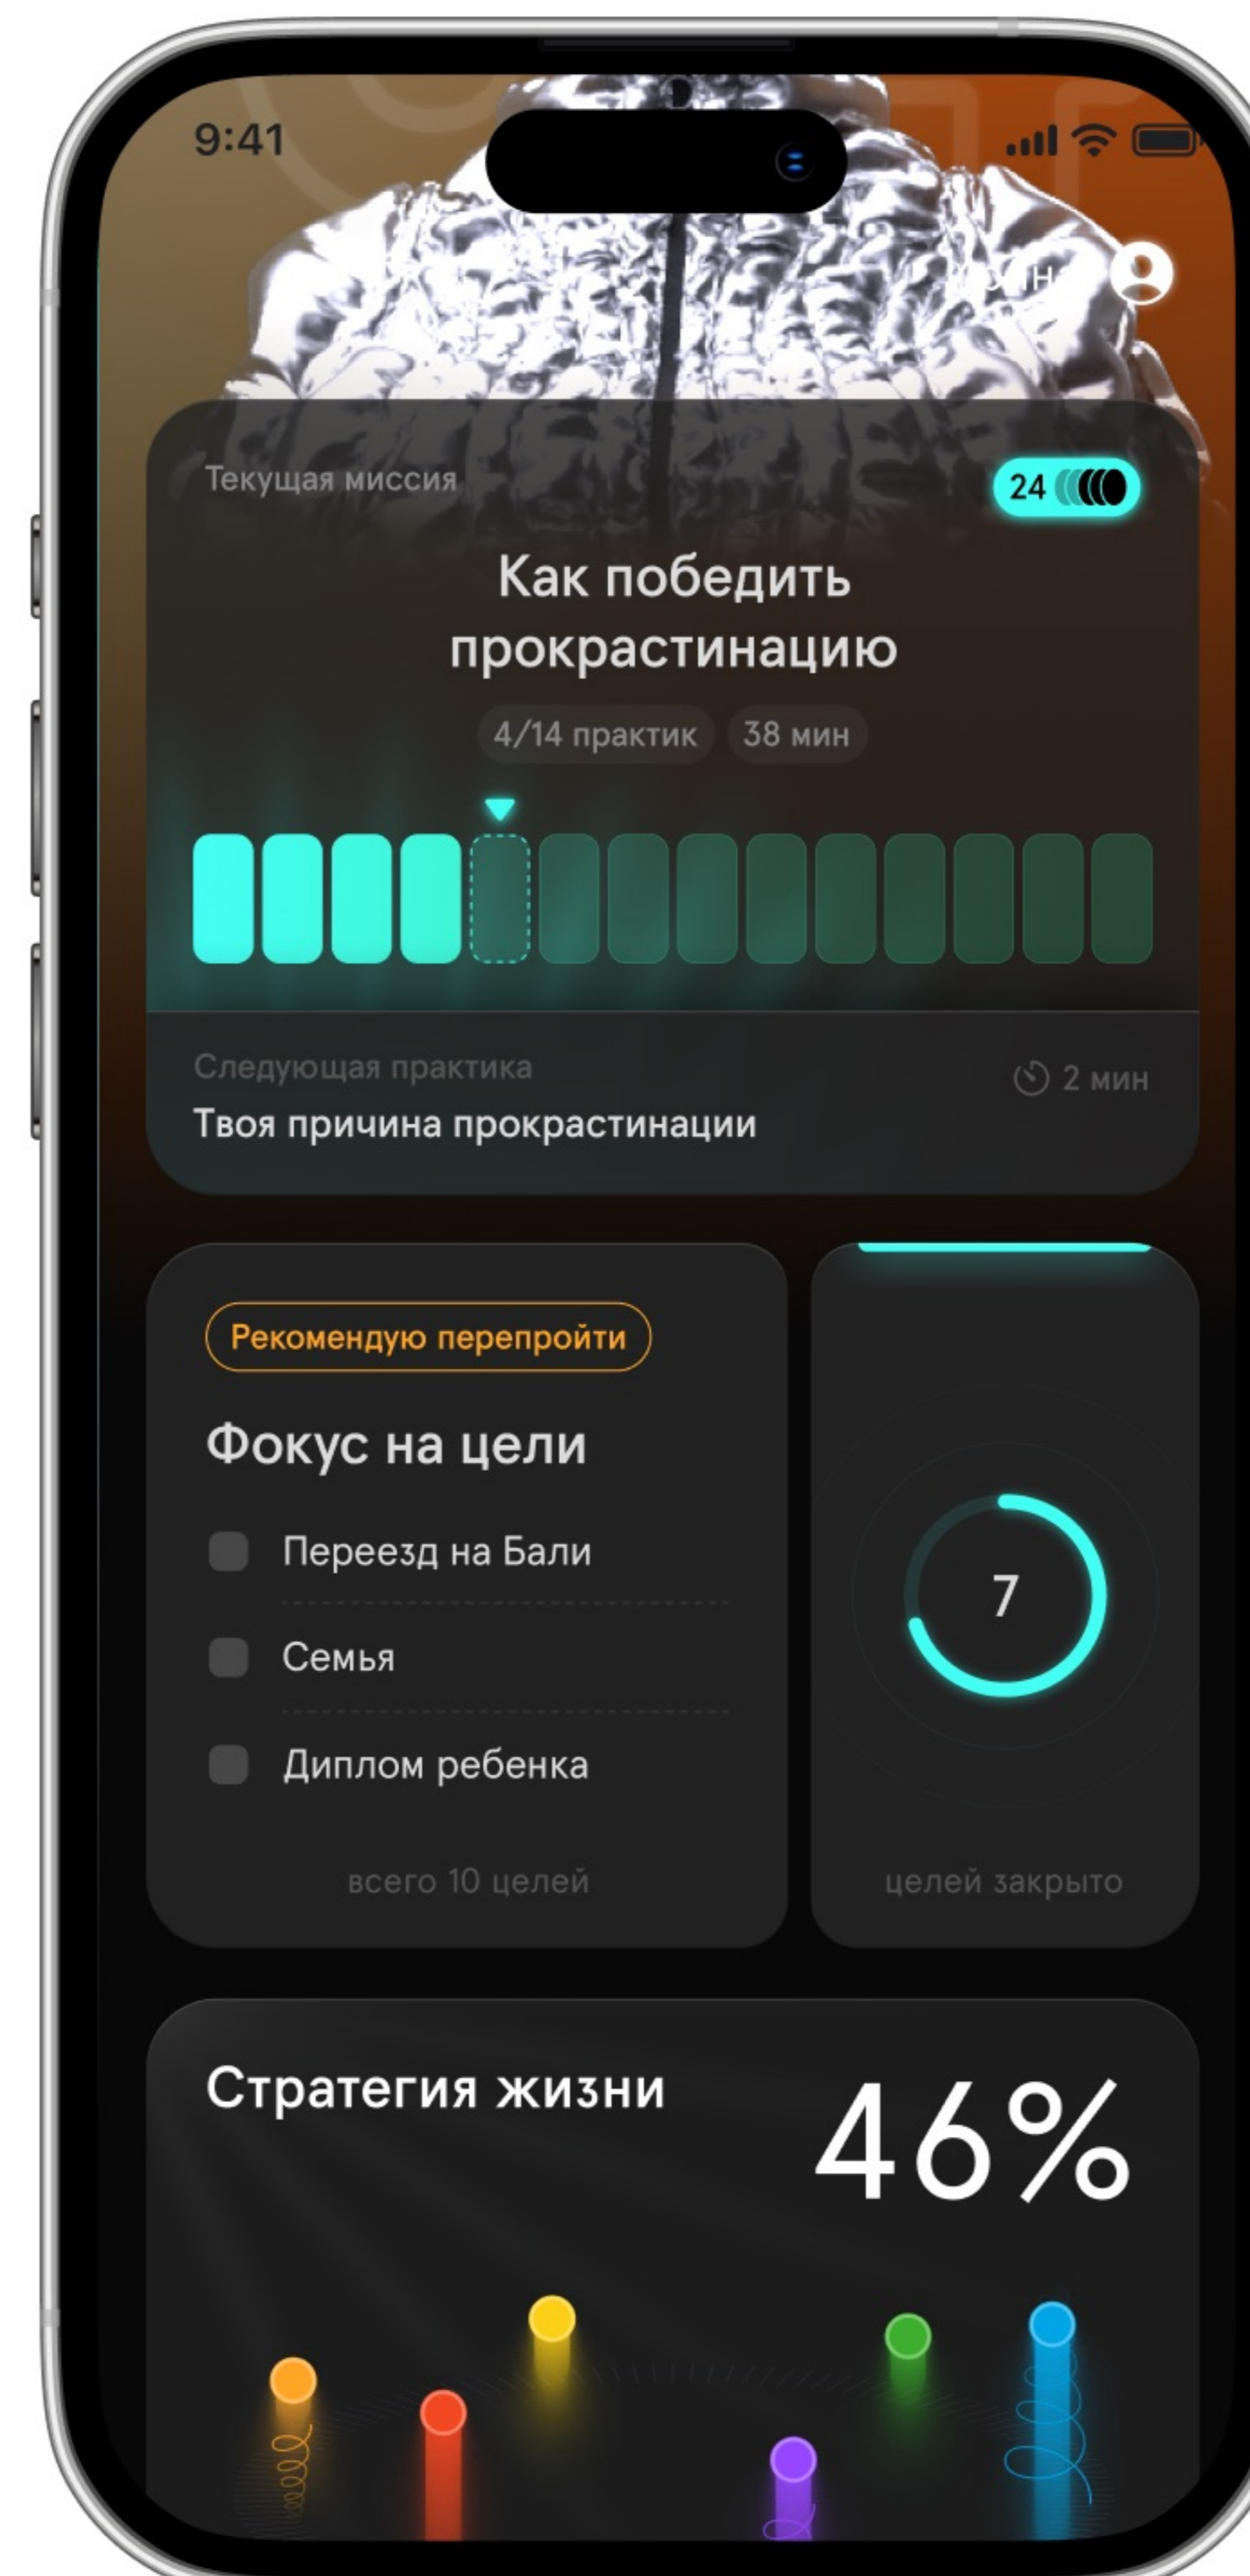 9:41
Текущая миссия
24
Как победить
прокрастинацию
4/14 практик
38 мин
Следующая практика
2 мин
Твоя причина прокрастинации
Рекомендую перепройти
Фокус на цели
Переезд на Бали
Семья
Диплом ребенка
всего 10 целей
7
целей закрыто
Стратегия жизни
46%